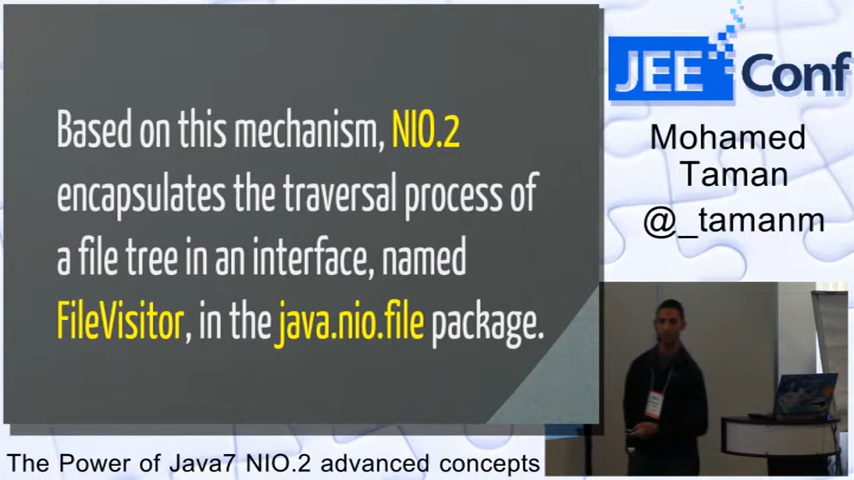 Based on this mechanism, NIO.2
encapsulates the traversal process of
a file tree in an interface, named
FileVisitor, in the java.nio.file package.
JEE Conf
Mohamed
Taman
@_tamanm
The Power of Java7 NIO.2 advanced concepts